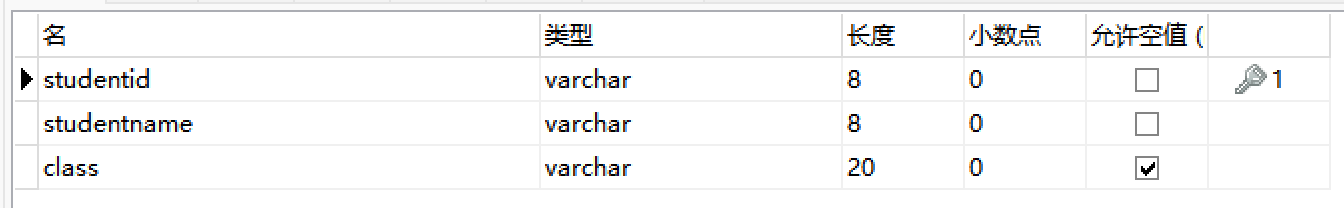 名 类型 长度 小数点 允许空值 (
studentid varchar 8 0 1
studentname varchar 8 0
class varchar 20 0